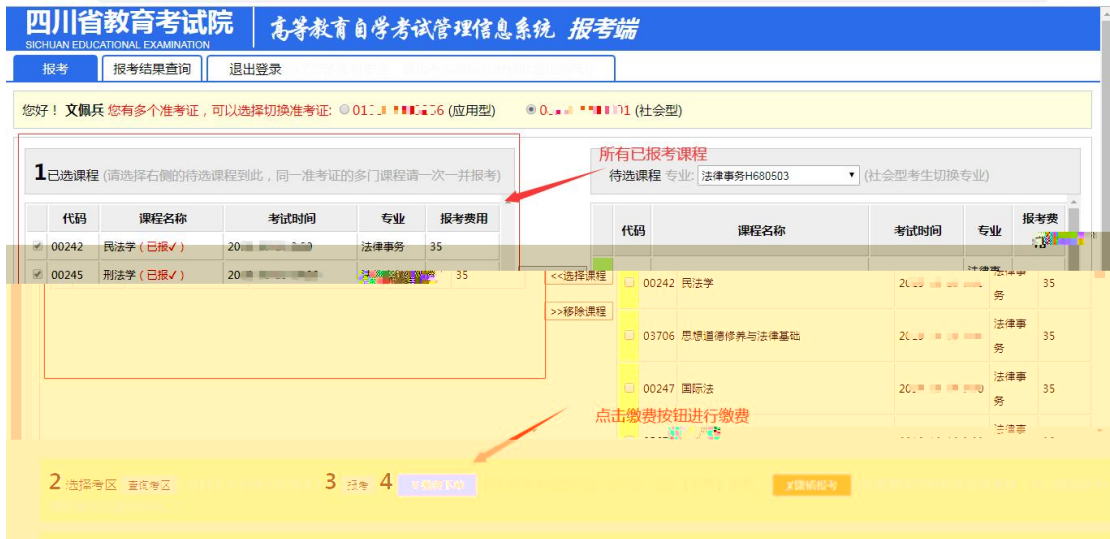 四川省教育考试院 高等教育自学考试管理信息系统 报考端
SICHUAN EDUCATIONAL EXAMINATION
报考 报考结果查询 退出登录
您好！ 文佩兵 您有多个准考证，可以选择切换准考证: (应用型) (社会型)
所有已报考课程
1已选课程 (请选择右侧的待选课程到此，同一准考证的多门课程请一次一并报考)
待选课程 专业: 法律事务H680503 (社会型考生切换专业)
代码 课程名称 考试时间 专业 报考费用
代码 课程名称 考试时间 专业 报考费
00242 民法学 ( 已报✓ ) 法律事务 35
00245 刑法学 ( 已报✓ ) 35
<<选择课程
>>移除课程
00242 民法学 法律事务 35
03706 思想道德修养与法律基础 法律事务 35
00247 国际法 法律事务 35
点击缴费按钮进行缴费
2 选择考区 查询考区 3 报考 4